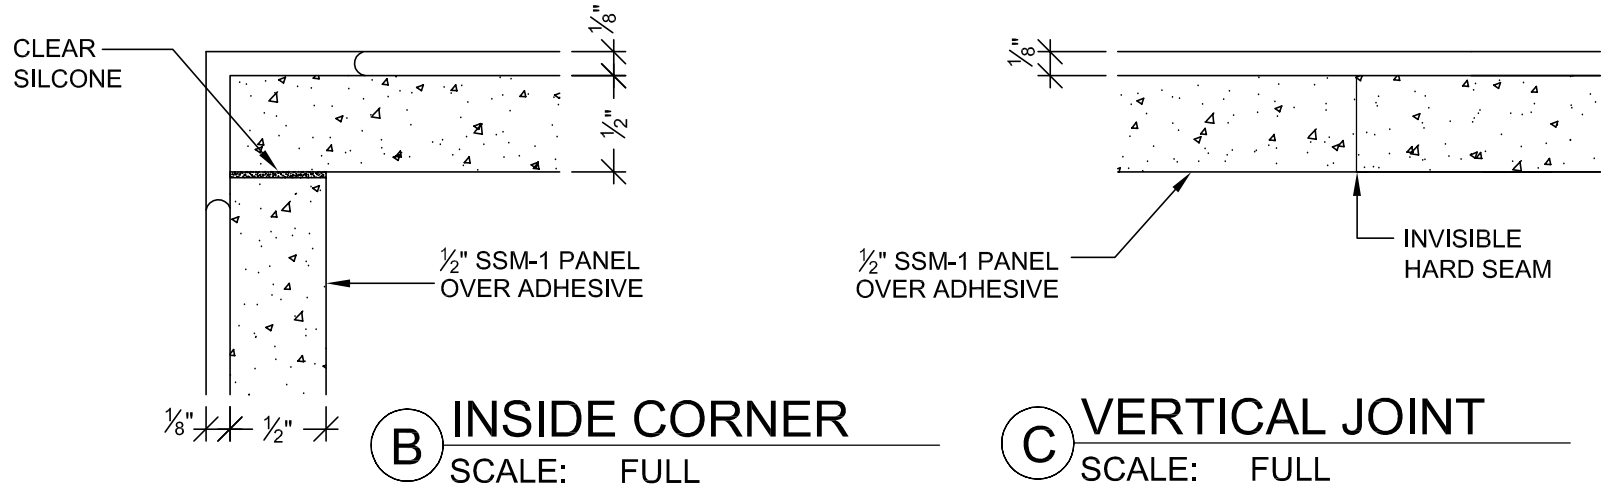 CLEAR
SILCONE
1/8"
1/2"
1/2" SSM-1 PANEL
OVER ADHESIVE
1/8"
1/2"
B
INSIDE CORNER
SCALE: FULL
1/8"
1/2" SSM-1 PANEL
OVER ADHESIVE
INVISIBLE
HARD SEAM
C
VERTICAL JOINT
SCALE: FULL